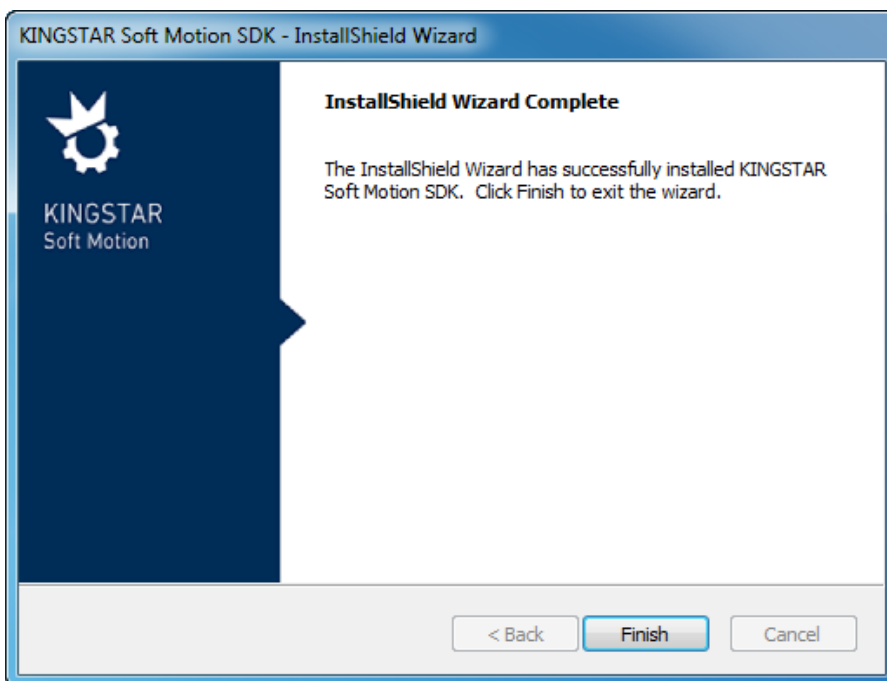 KINGSTAR Soft Motion SDK - InstallShield Wizard
KINGSTAR
Soft Motion
InstallShield Wizard Complete
The InstallShield Wizard has successfully installed KINGSTAR
Soft Motion SDK.  Click Finish to exit the wizard.
< Back
Finish
Cancel